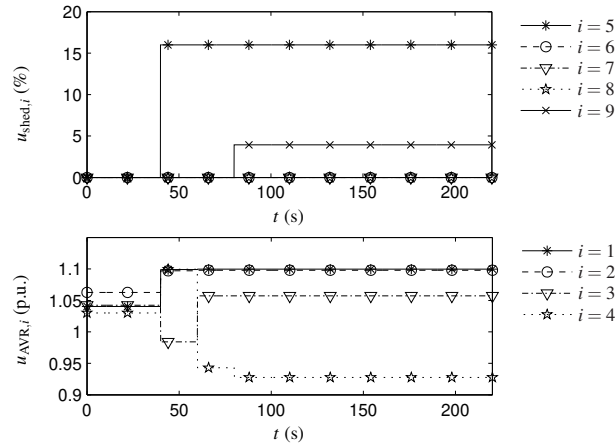 20%
15
10
5
0
0 50 100 150 200
t (s)
u_shed,i (%)
i = 5
i = 6
i = 7
i = 8
i = 9
1.10
1.05
1
0.95
0.9
0 50 100 150 200
t (s)
u_AVR,i (p.u.)
i = 1
i = 2
i = 3
i = 4